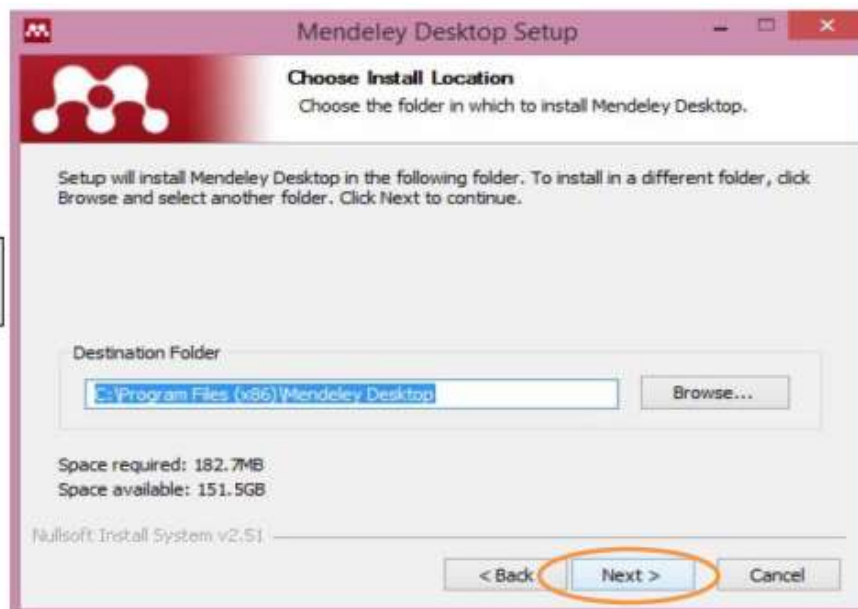 Mendeley Desktop Setup
Choose Install Location
Choose the folder in which to install Mendeley Desktop.
Setup will install Mendeley Desktop in the following folder. To install in a different folder, click
Browse and select another folder. Click Next to continue.
Destination Folder
C:\Program Files (x86)\Mendeley Desktop
Browse...
Space required: 182.7MB
Space available: 151.5GB
Nullsoft Install System v2.51
< Back
Next >
Cancel